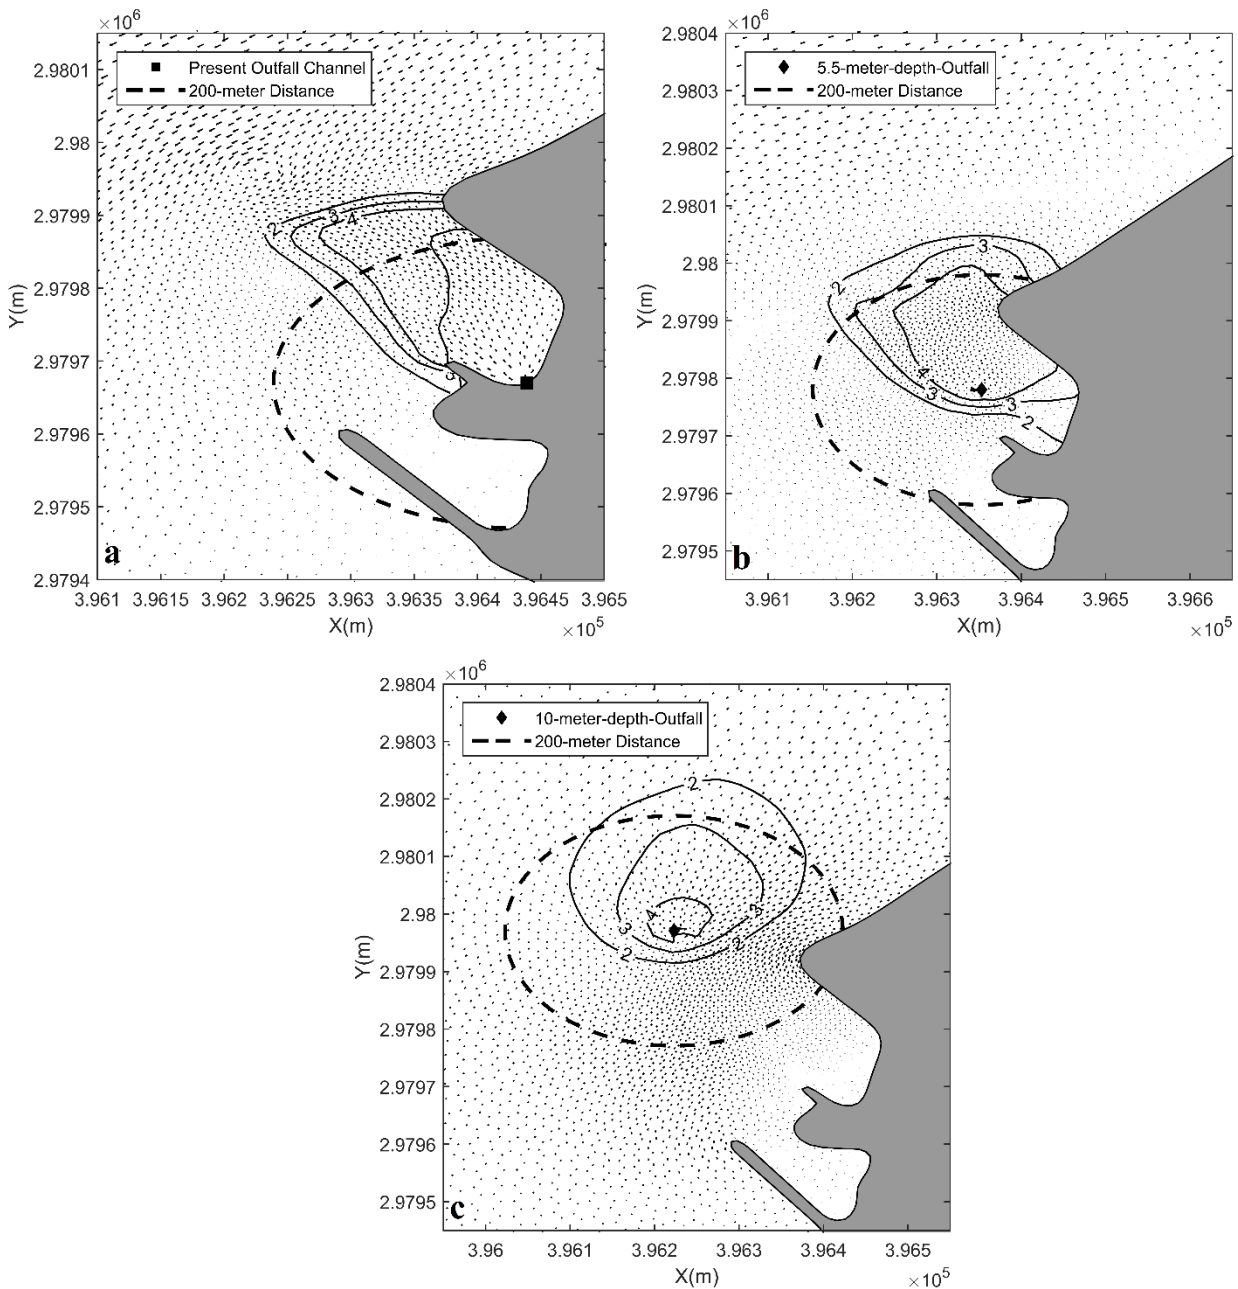 ×10⁶
2.9801
2.98
2.9799
2.9798
2.9797
2.9796
2.9795
2.9794
Y(m)
Present Outfall Channel
200-meter Distance
2
3
4
3
a
3.961 3.9615 3.962 3.9625 3.963 3.9635 3.964 3.9645 3.965
X(m)
×10⁵
×10⁶
2.9804
2.9803
2.9802
2.9801
2.98
2.9799
2.9798
2.9797
2.9796
2.9795
Y(m)
5.5-meter-depth-Outfall
200-meter Distance
3
2
4
3
3
2
b
3.961 3.962 3.963 3.964 3.965 3.966
X(m)
×10⁵
×10⁶
2.9804
2.9803
2.9802
2.9801
2.98
2.9799
2.9798
2.9797
2.9796
2.9795
Y(m)
10-meter-depth-Outfall
200-meter Distance
2
4
3
3
2
2
c
3.96 3.961 3.962 3.963 3.964 3.965
X(m)
×10⁵